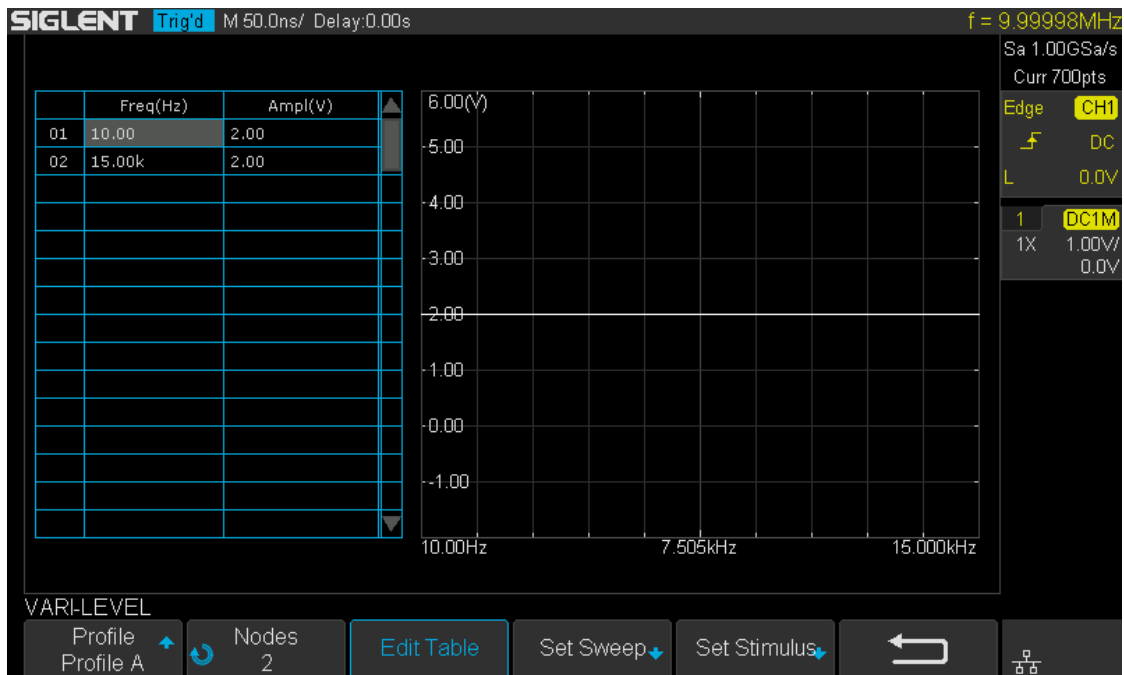 SIGLENT Trig'd M 50.0ns/ Delay:0.00s f = 9.99998MHz
Sa 1.00GSa/s
Curr 700pts
Freq(Hz) Ampl(V)
01 10.00 2.00
02 15.00k 2.00
6.00(V)
5.00
4.00
3.00
2.00
1.00
0.00
-1.00
10.00Hz 7.505kHz 15.000kHz
Edge CH1
DC
L 0.0V
1 DC1M
1X 1.00V/
0.0V
VARI-LEVEL
Profile
Profile A
Nodes
2
Edit Table
Set Sweep
Set Stimulus